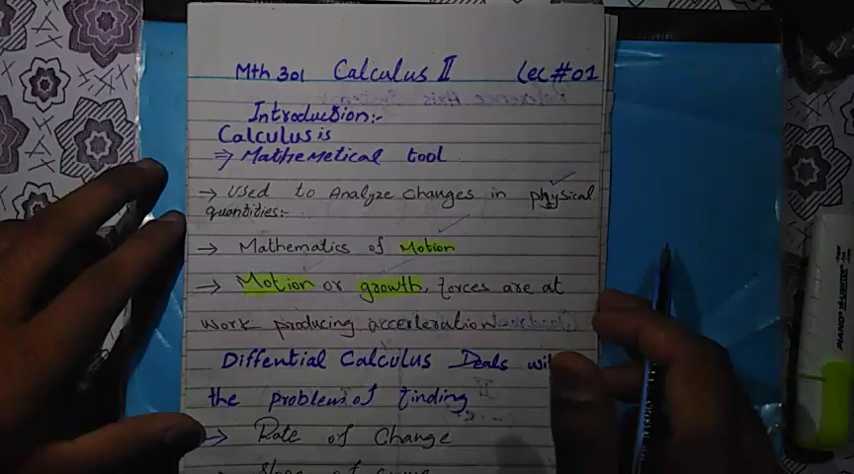 Mth 301 Calculus II Lec #01
Introduction:-
Calculus is
⇒ Mathemetical tool
→ Used to Analyze changes in physical
quantities:-
→ Mathematics of Motion
→ Motion or growth, forces are at
work producing accerleration
Diffential Calculus Deals
the problem of finding
→ Rate of Change